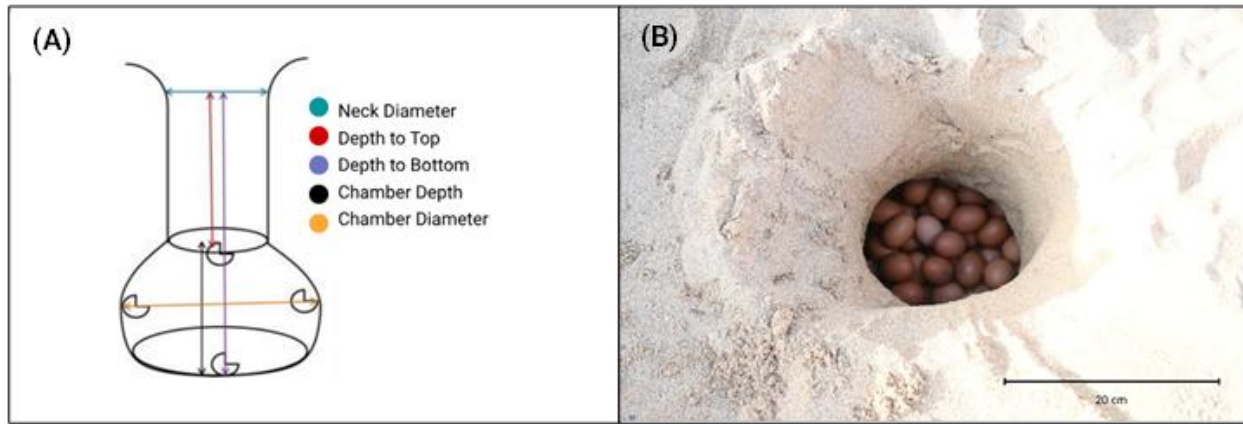 (A)
Neck Diameter
Depth to Top
Depth to Bottom
Chamber Depth
Chamber Diameter
(B)
20 cm